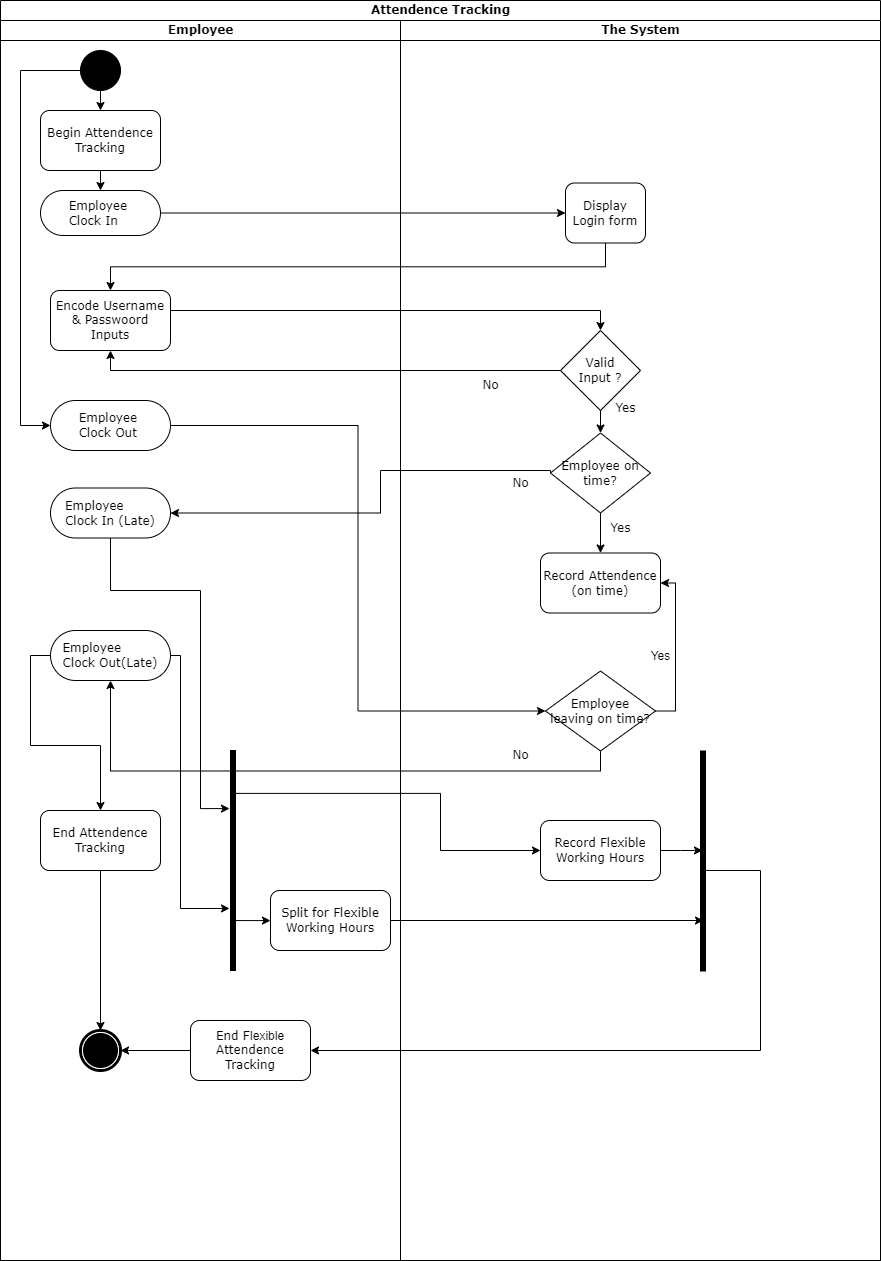 Attendence Tracking
Employee
The System
Begin Attendence
Tracking
Employee
Clock In
Display
Login form
Encode Username
& Passwoord
Inputs
Valid
Input ?
No
Yes
Employee
Clock Out
Employee on
time?
No
Employee
Clock In (Late)
Yes
Record Attendence
(on time)
Employee
Clock Out(Late)
Yes
Employee
leaving on time?
No
End Attendence
Tracking
Record Flexible
Working Hours
Split for Flexible
Working Hours
End Flexible
Attendence
Tracking